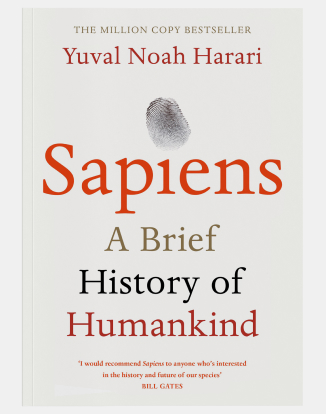 THE MILLION COPY BESTSELLER
Yuval Noah Harari
Sapiens
A Brief
History of
Humankind
‘I would recommend Sapiens to anyone who’s interested
in the history and future of our species’
BILL GATES